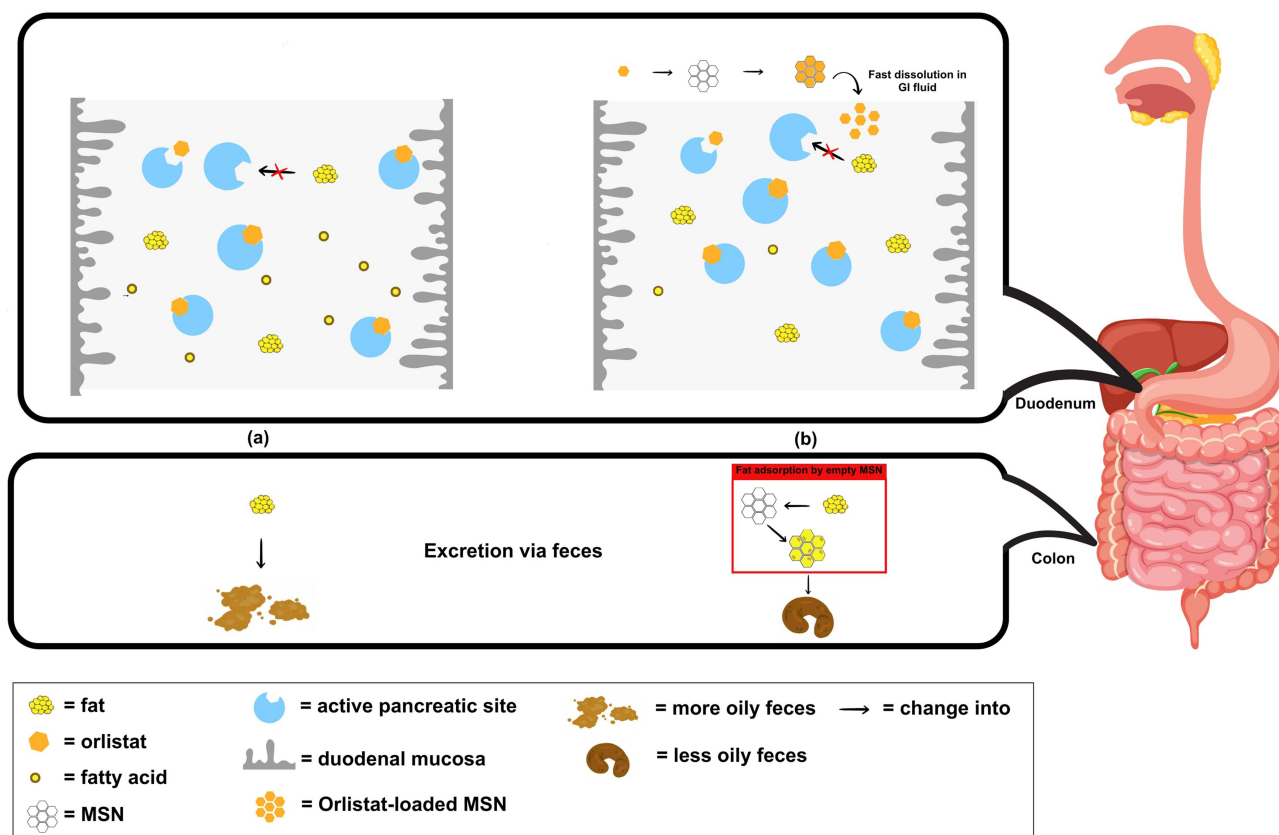 Fast dissolution in
GI fluid
Duodenum
(a)
(b)
Fat adsorption by empty MSN
Excretion via feces
Colon
= fat
= orlistat
= fatty acid
= MSN
= active pancreatic site
= duodenal mucosa
= Orlistat-loaded MSN
= more oily feces
= less oily feces
= change into